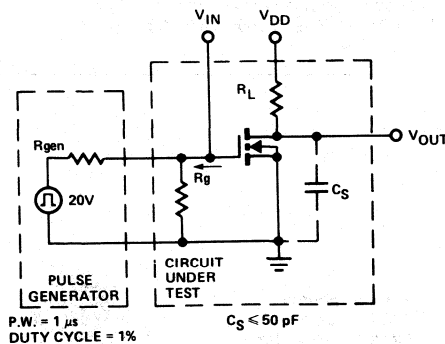 VIN
VDD
RL
VOUT
Rgen
Rg
20V
CS
CIRCUIT
UNDER
TEST
PULSE
GENERATOR
P.W. = 1 μs
DUTY CYCLE = 1%
CS ≤ 50 pF